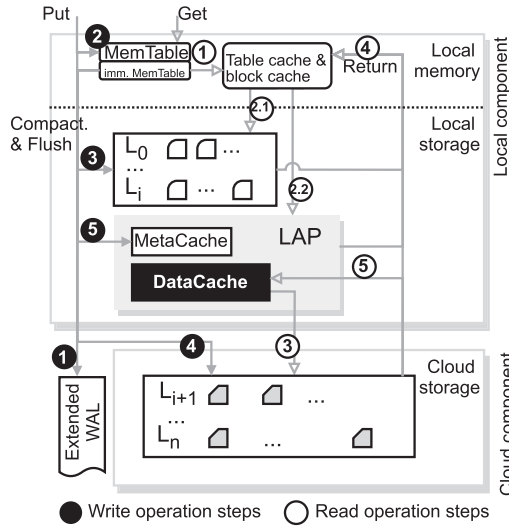 Put Get
2 MemTable 1
imm. MemTable
Table cache &
block cache
4
Return
Local
memory
Local component
2.1
Compact.
& Flush
Local
storage
3
L0 ...
...
Li ...
2.2
5
MetaCache
LAP
DataCache
5
1
4
3
Cloud
storage
Extended
WAL
Li+1 ...
...
Ln ...
Cloud component
Write operation steps
Read operation steps